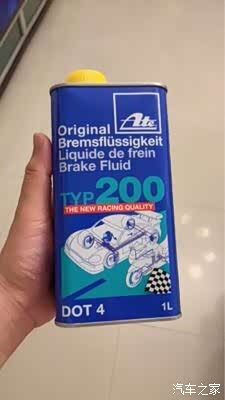 Ate
Original
Bremsflüssigkeit
Liquide de frein
Brake Fluid
TYP 200
THE NEW RACING QUALITY
DOT 4
1L
汽车之家